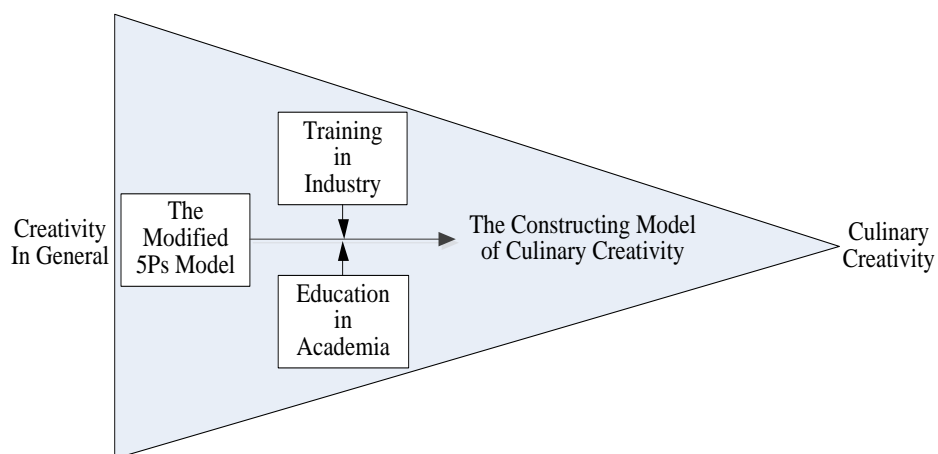 Creativity
In General
The
Modified
5Ps Model
Training
in
Industry
Education
in
Academia
The Constructing Model
of Culinary Creativity
Culinary
Creativity